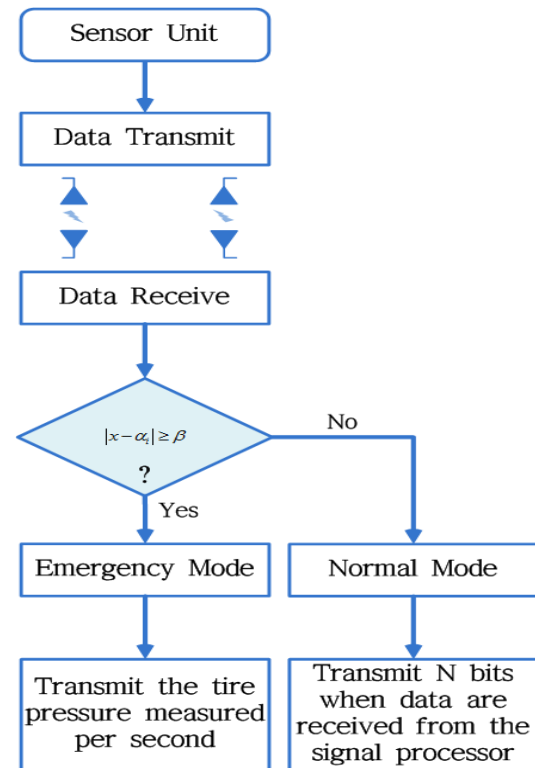 Sensor Unit
Data Transmit
Data Receive
|x−αᵢ| ≥ β
?
No
Yes
Emergency Mode
Normal Mode
Transmit the tire
pressure measured
per second
Transmit N bits
when data are
received from the
signal processor